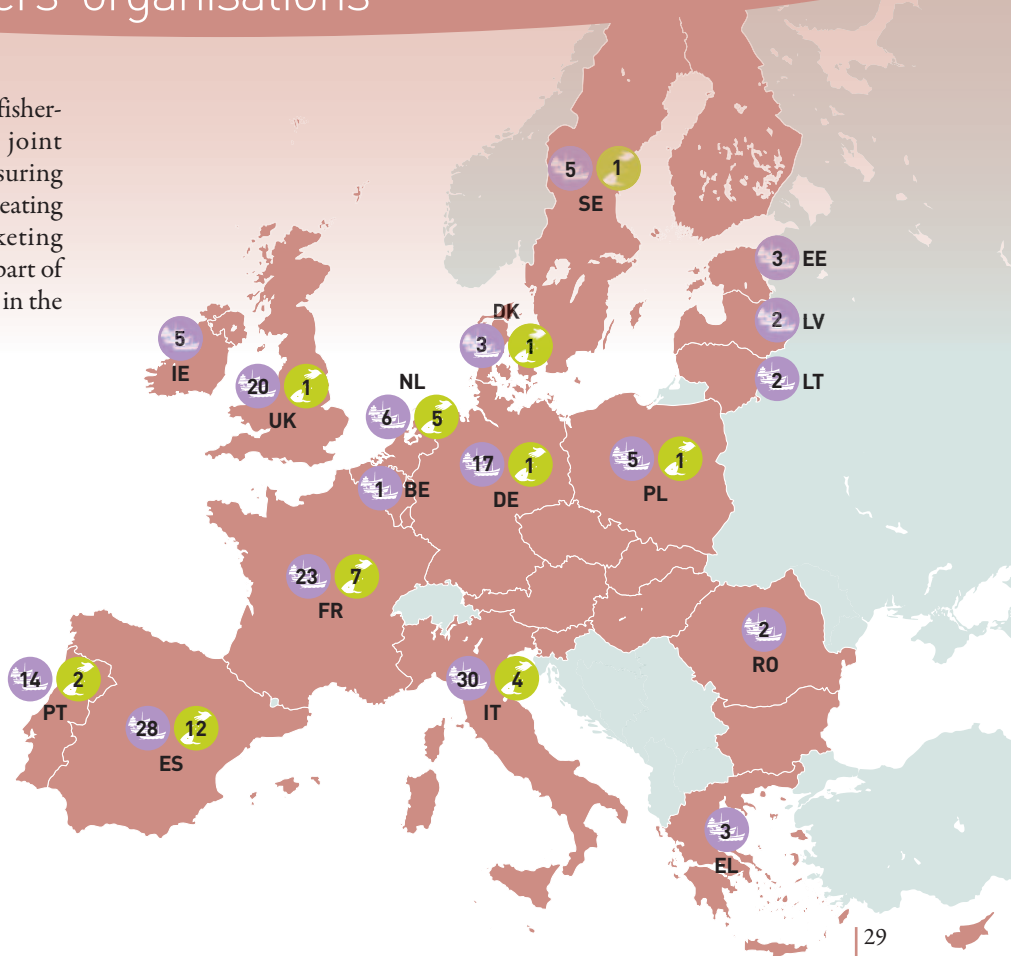 ers' organisations
fisher-
joint
suring
eating
keting
part of
in the
5 1
SE
3 EE
DK
2 LV
5
3 1
IE
NL
2 LT
20 1
6 5
UK
17 1
5 1
1 BE
DE
PL
23 7
FR
2
RO
14 2
30 4
PT
IT
28 12
ES
3
EL
29